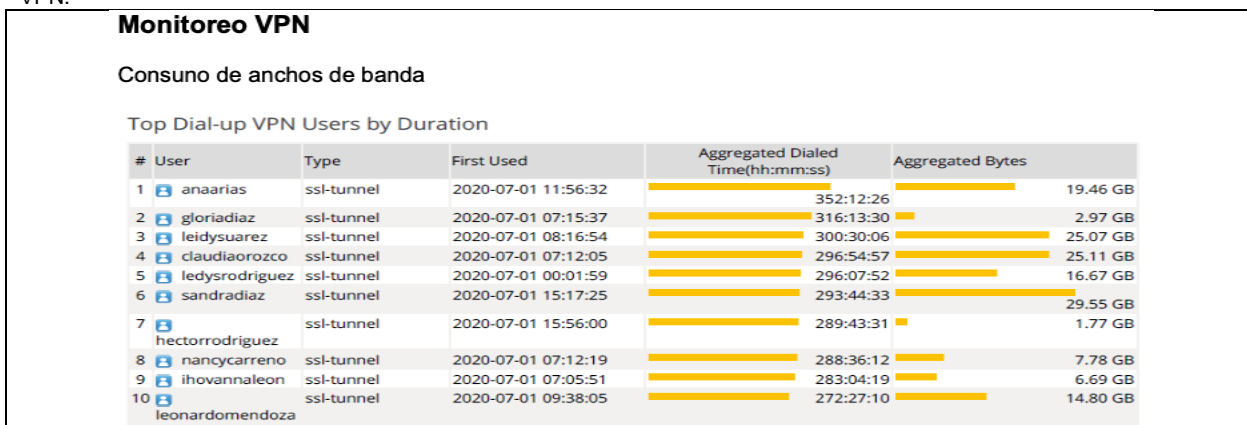 VPN.
Monitoreo VPN
Consuno de anchos de banda
Top Dial-up VPN Users by Duration
# User Type First Used Aggregated Dialed Time(hh:mm:ss) Aggregated Bytes
1 anaarias ssl-tunnel 2020-07-01 11:56:32 352:12:26 19.46 GB
2 gloriadiaz ssl-tunnel 2020-07-01 07:15:37 316:13:30 2.97 GB
3 leidysuarez ssl-tunnel 2020-07-01 08:16:54 300:30:06 25.07 GB
4 claudiaorozco ssl-tunnel 2020-07-01 07:12:05 296:54:57 25.11 GB
5 ledysrodriguez ssl-tunnel 2020-07-01 00:01:59 296:07:52 16.67 GB
6 sandradiaz ssl-tunnel 2020-07-01 15:17:25 293:44:33 29.55 GB
7 hectorrodriguez ssl-tunnel 2020-07-01 15:56:00 289:43:31 1.77 GB
8 nancycarreno ssl-tunnel 2020-07-01 07:12:19 288:36:12 7.78 GB
9 ihovannaleon ssl-tunnel 2020-07-01 07:05:51 283:04:19 6.69 GB
10 leonardomendoza ssl-tunnel 2020-07-01 09:38:05 272:27:10 14.80 GB